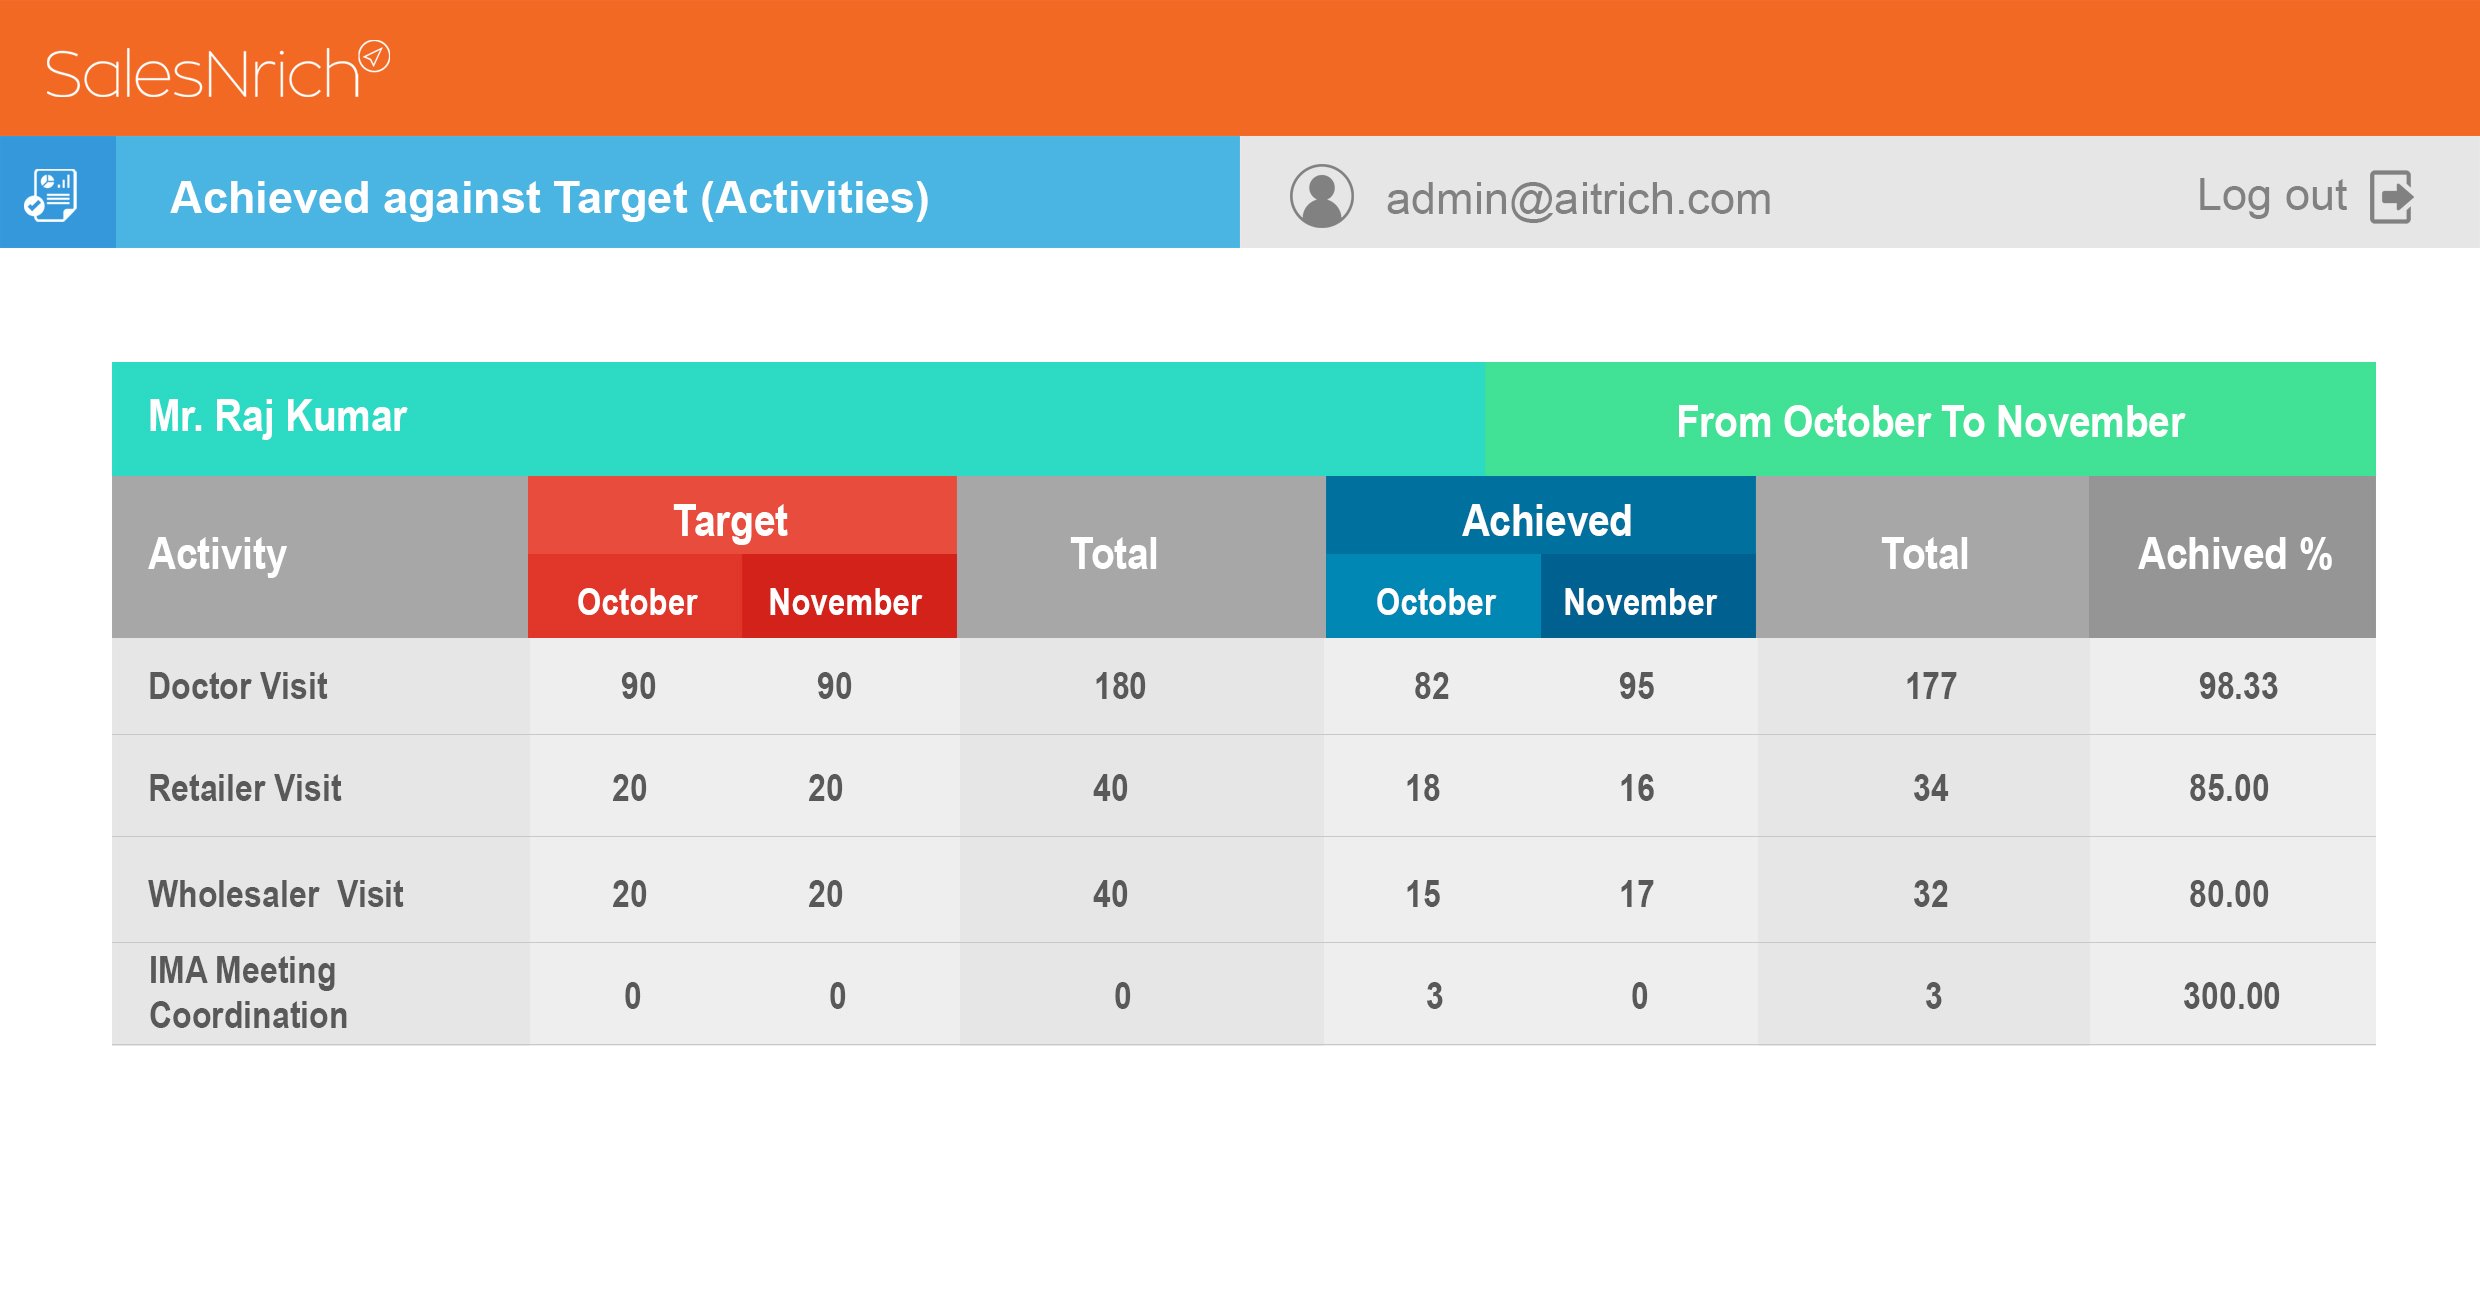 SalesNrich
Achieved against Target (Activities)
admin@aitrich.com
Log out
Mr. Raj Kumar
From October To November
Activity
Target
October November
Total
Achieved
October November
Total
Achived %
Doctor Visit 90 90 180 82 95 177 98.33
Retailer Visit 20 20 40 18 16 34 85.00
Wholesaler Visit 20 20 40 15 17 32 80.00
IMA Meeting
Coordination 0 0 0 3 0 3 300.00